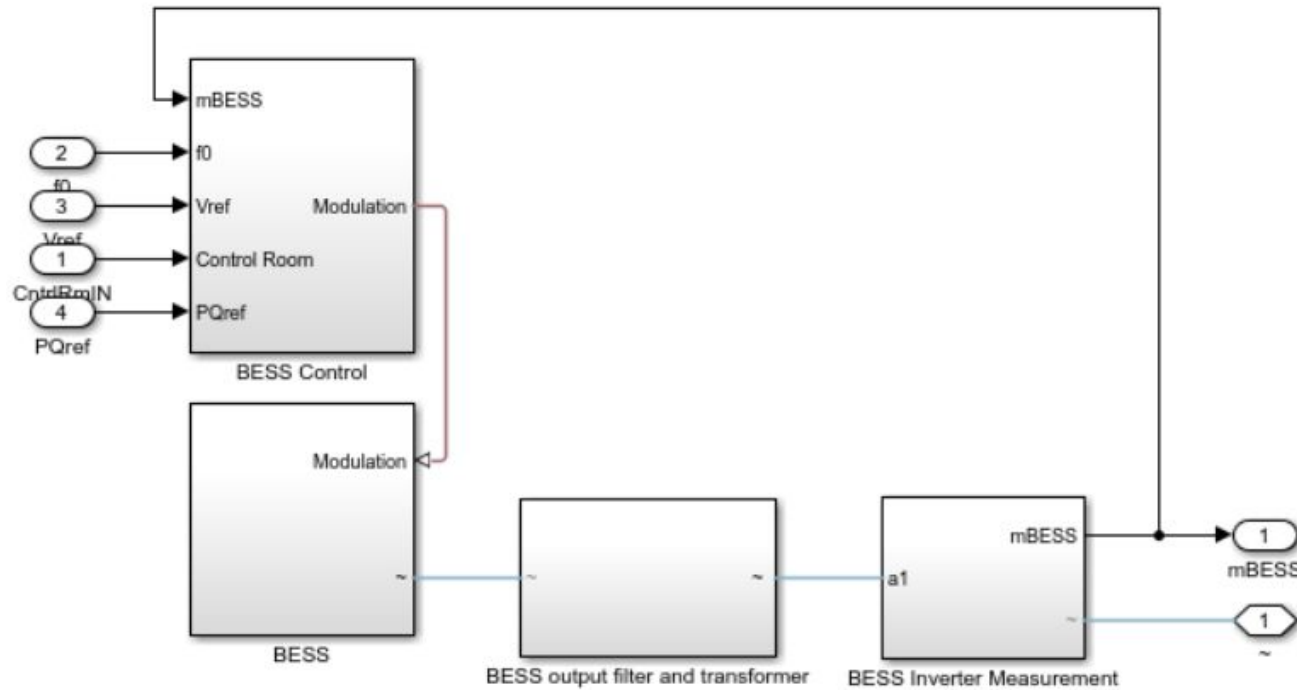 mBESS
2
f0
f0
3
Vref
Modulation
Vref
1
Control Room
CntrlRmIN
4
PQref
PQref
BESS Control
Modulation
mBESS
1
mBESS
~
~
~
a1
~
1
~
BESS
BESS output filter and transformer
BESS Inverter Measurement